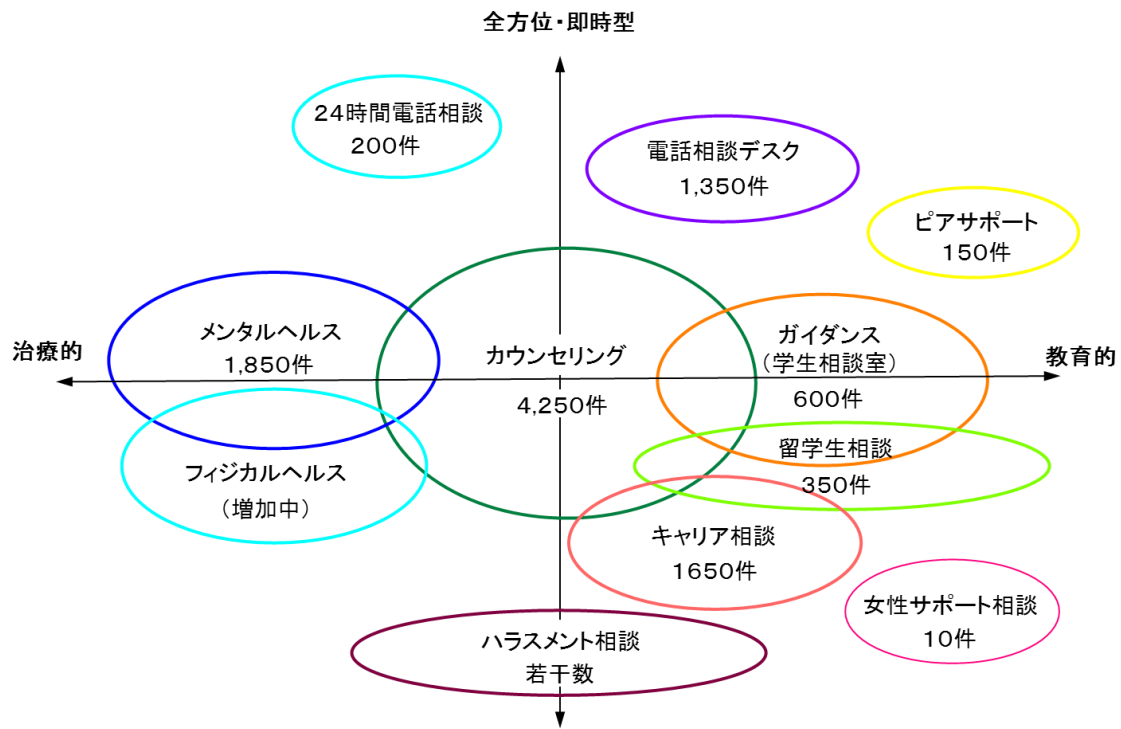 全方位・即時型
24時間電話相談
200件
電話相談デスク
1,350件
ピアサポート
150件
治療的
メンタルヘルス
1,850件
カウンセリング
4,250件
ガイダンス
(学生相談室)
600件
教育的
留学生相談
350件
フィジカルヘルス
(増加中)
キャリア相談
1650件
女性サポート相談
10件
ハラスメント相談
若干数